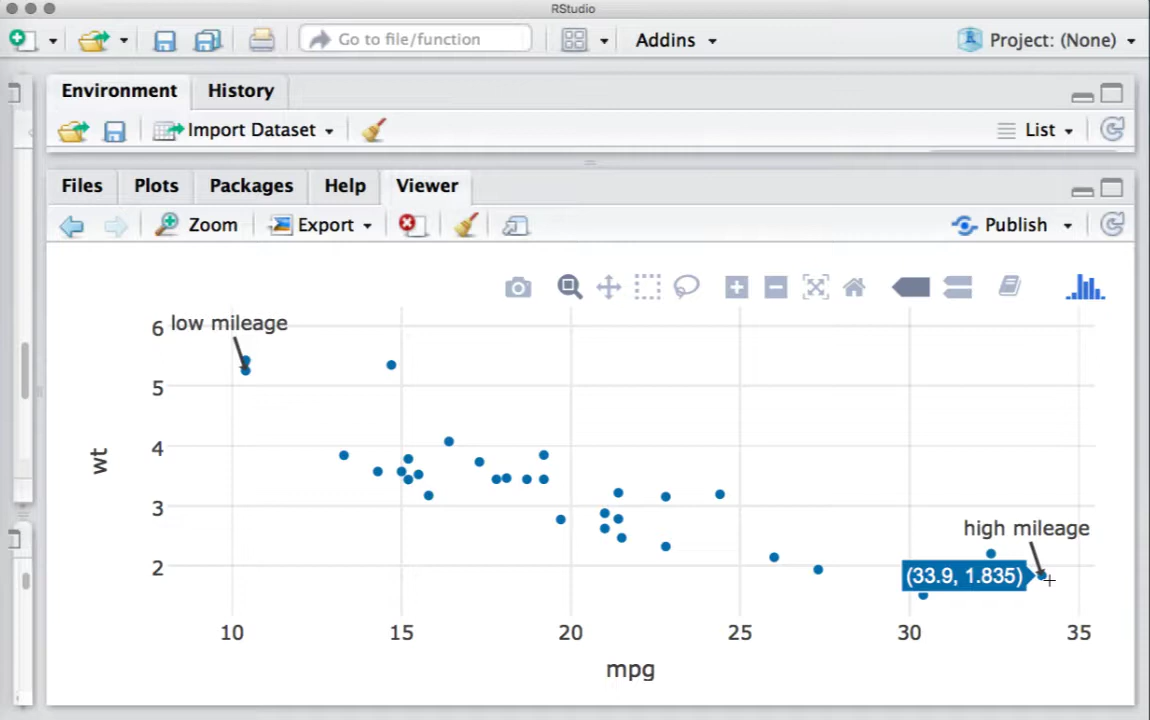 RStudio
Go to file/function
Addins
Project: (None)
Environment
History
Import Dataset
List
Files
Plots
Packages
Help
Viewer
Zoom
Export
Publish
6
low mileage
5
4
wt
3
high mileage
2
(33.9, 1.835)
10
15
20
25
30
35
mpg